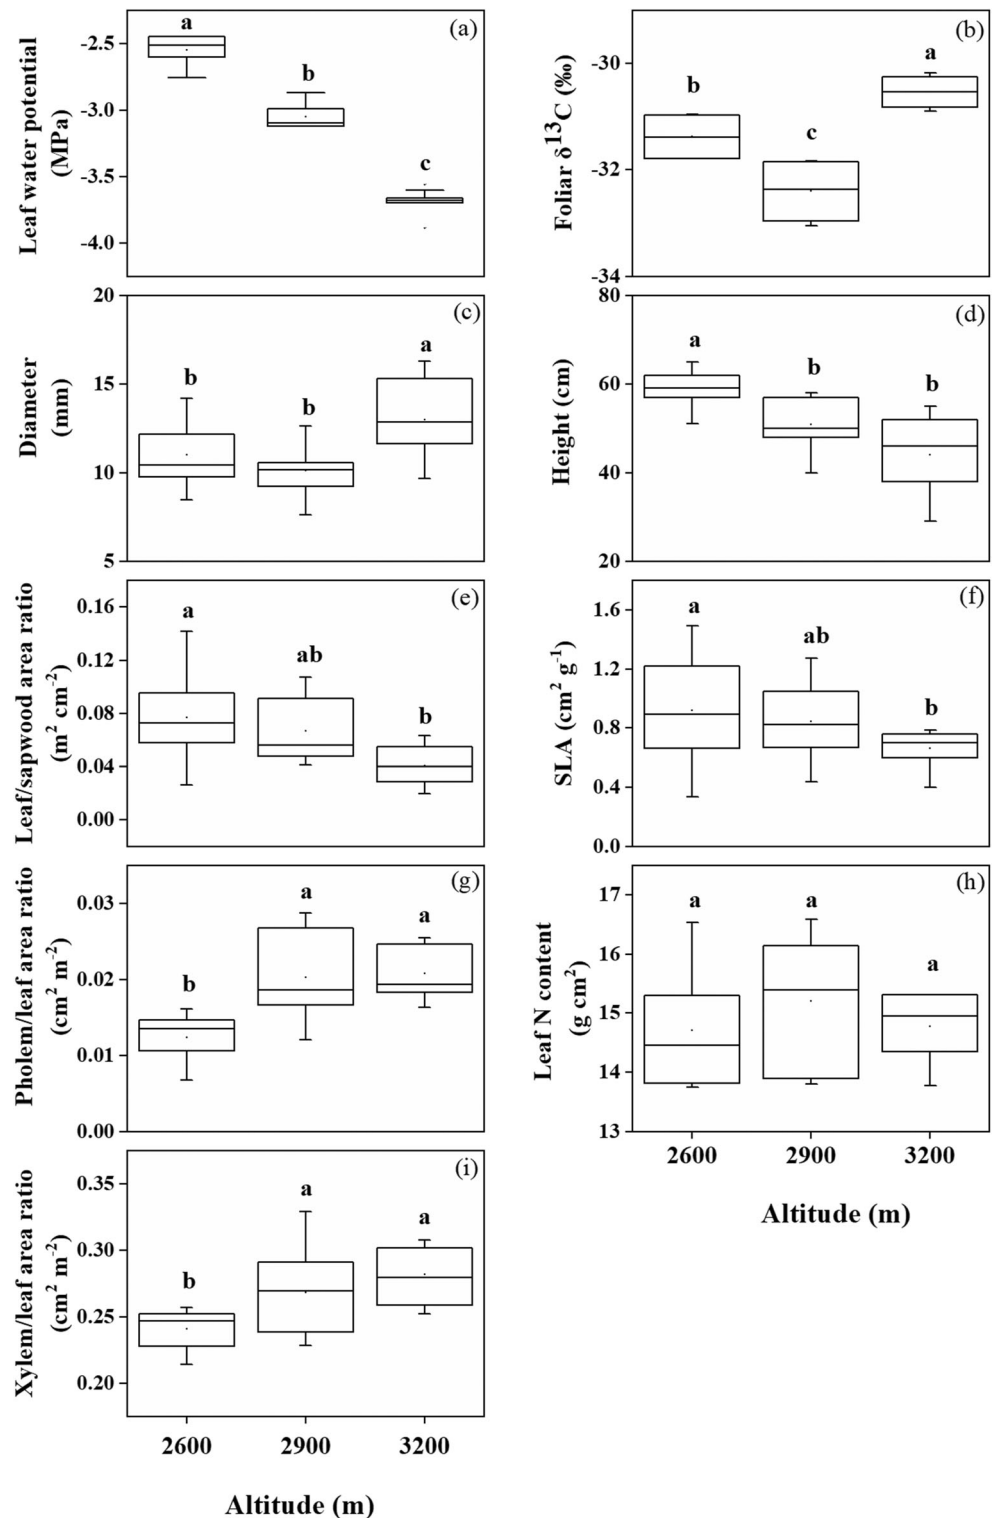 (a)
Leaf water potential
(MPa)
-2.5
-3.0
-3.5
-4.0
a
b
c
(b)
Foliar δ¹³C (‰)
-30
-32
-34
b
c
a
(c)
Diameter
(mm)
20
15
10
5
b
b
a
(d)
Height (cm)
80
60
40
20
a
b
b
(e)
Leaf/sapwood area ratio
(m² cm⁻²)
0.16
0.12
0.08
0.04
0.00
a
ab
b
(f)
SLA (cm² g⁻¹)
1.6
1.2
0.8
0.4
0.0
a
ab
b
(g)
Pholem/leaf area ratio
(cm² m⁻²)
0.03
0.02
0.01
0.00
b
a
a
(h)
Leaf N content
(g cm²)
17
16
15
14
13
a
a
a
2600 2900 3200
Altitude (m)
(i)
Xylem/leaf area ratio
(cm² m⁻²)
0.35
0.30
0.25
0.20
b
a
a
2600 2900 3200
Altitude (m)